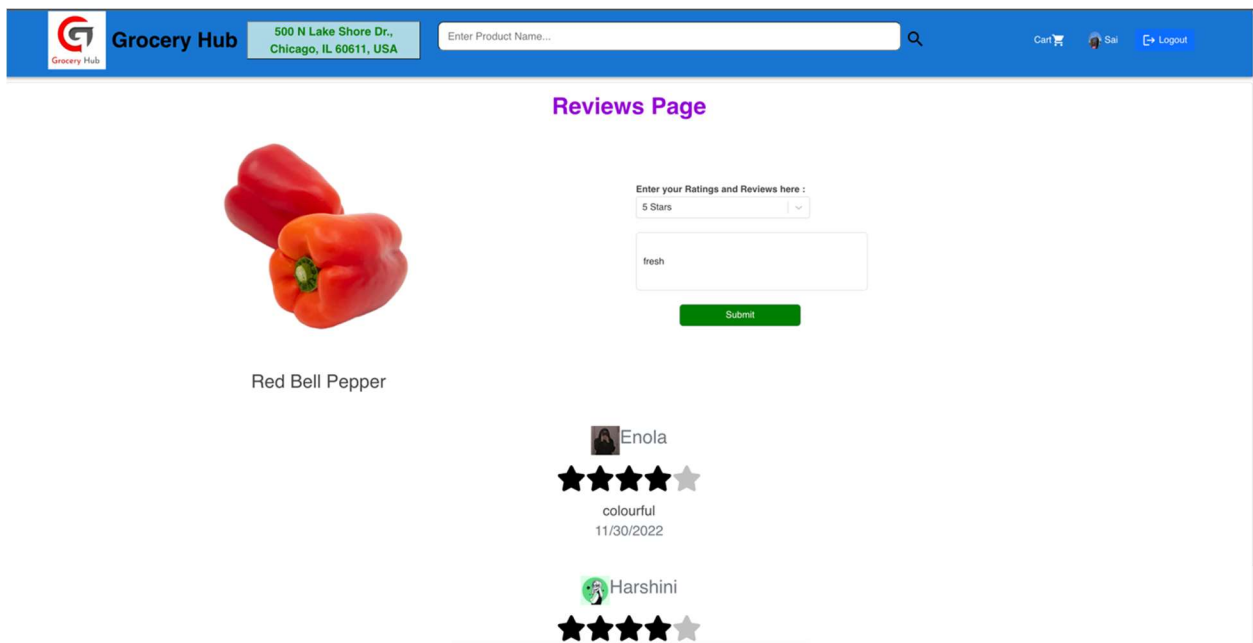 Grocery Hub
Grocery Hub
500 N Lake Shore Dr.,
Chicago, IL 60611, USA
Enter Product Name...
Cart
Sai
Logout
Reviews Page
Enter your Ratings and Reviews here :
5 Stars
fresh
Submit
Red Bell Pepper
Enola
colourful
11/30/2022
Harshini